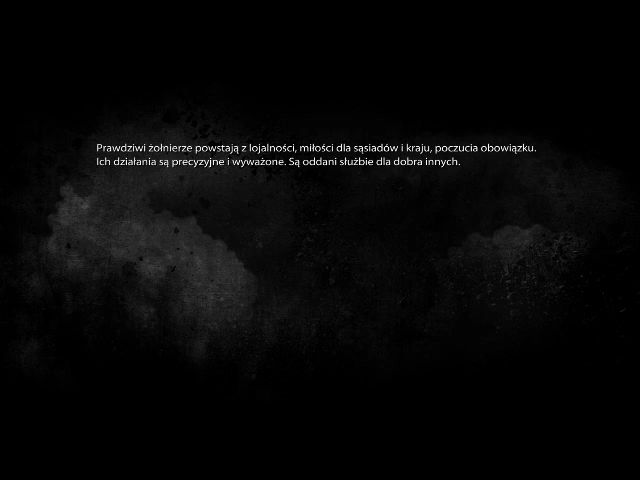 Prawdziwi żołnierze powstają z lojalności, miłości dla sąsiadów i kraju, poczucia obowiązku.
Ich działania są precyzyjne i wyważone. Są oddani służbie dla dobra innych.